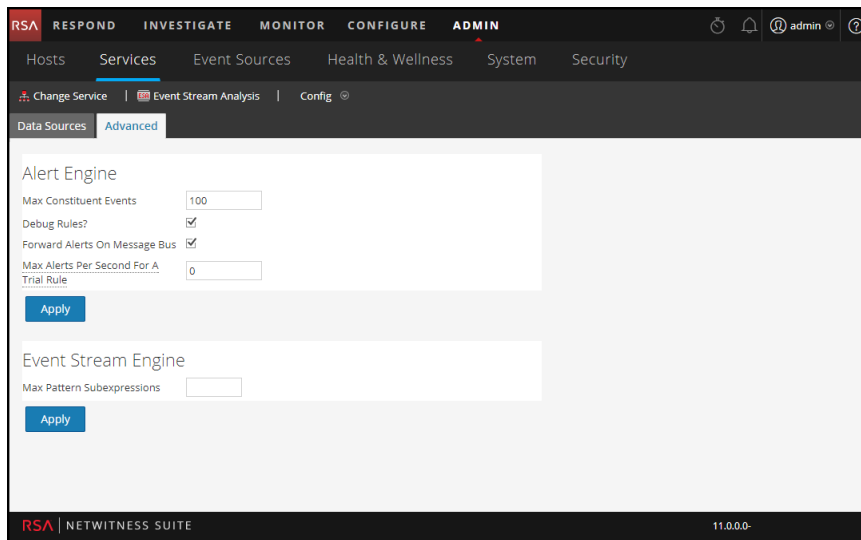 RSA RESPOND INVESTIGATE MONITOR CONFIGURE ADMIN admin ?
Hosts Services Event Sources Health & Wellness System Security
Change Service | Event Stream Analysis | Config
Data Sources Advanced
Alert Engine
Max Constituent Events 100
Debug Rules?
Forward Alerts On Message Bus
Max Alerts Per Second For A
Trial Rule 0
Apply
Event Stream Engine
Max Pattern Subexpressions
Apply
RSA | NETWITNESS SUITE 11.0.0.0-